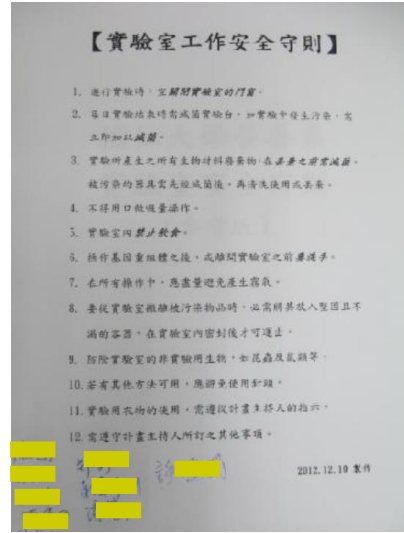 【實驗室工作安全守則】
1. 進行實驗時，宜關閉實驗室的門窗。
2. 每日實驗結束時需滅菌實驗台，如實驗中發生污染，需
立即加以滅菌。
3. 實驗所產生之所有生物材料廢棄物，在丟棄之前需滅菌。
被污染的器具需先經滅菌後，再清洗使用或丟棄。
4. 不得用口做吸量操作。
5. 實驗室內禁止飲食。
6. 操作基因重組體之後，或離開實驗室之前要洗手。
7. 在所有操作中，應盡量避免產生霧氣。
8. 要從實驗室搬離被污染物品時，必需將其放入堅固且不
漏的容器，在實驗室內密封後才可運走。
9. 防除實驗室的非實驗用生物，如昆蟲及鼠類等。
10. 若有其他方法可用，應避免使用針頭。
11. 實驗用衣物的使用，需遵從計畫主持人的指示。
12. 需遵守計畫主持人所訂之其他事項。
2012.12.19 製作